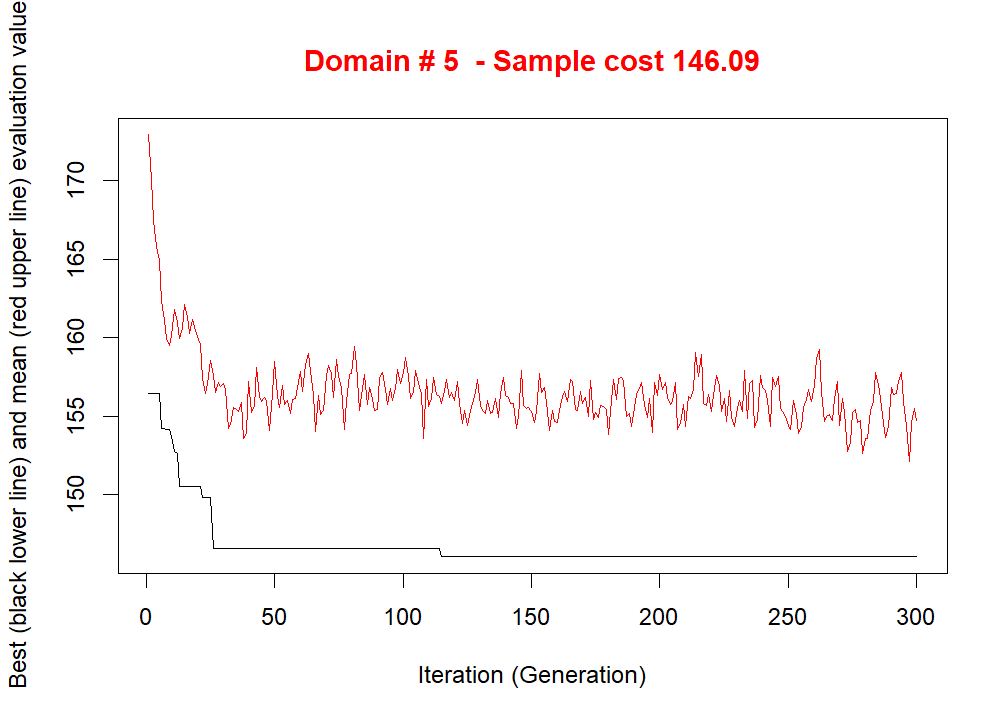 Domain # 5  - Sample cost 146.09
Best (black lower line) and mean (red upper line) evaluation value
170
165
160
155
150
0 50 100 150 200 250 300
Iteration (Generation)